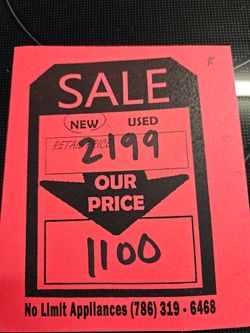 SALE
NEW USED
RETAIL PRICE
2199
OUR
PRICE
1100
No Limit Appliances (786) 319 - 6468